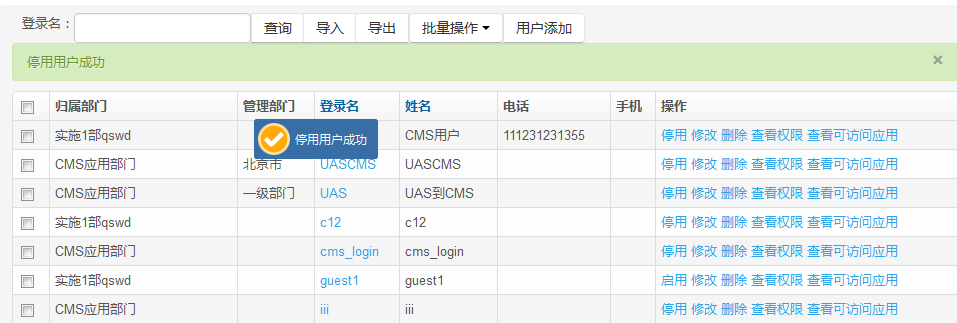 登录名： 查询 导入 导出 批量操作 用户添加
停用用户成功 ×
归属部门 管理部门 登录名 姓名 电话 手机 操作
实施1部qswd CMS用户 111231231355 停用 修改 删除 查看权限 查看可访问应用
停用用户成功
CMS应用部门 北京市 UASCMS UASCMS 停用 修改 删除 查看权限 查看可访问应用
CMS应用部门 一级部门 UAS UAS到CMS 停用 修改 删除 查看权限 查看可访问应用
实施1部qswd c12 c12 停用 修改 删除 查看权限 查看可访问应用
CMS应用部门 cms_login cms_login 停用 修改 删除 查看权限 查看可访问应用
实施1部qswd guest1 guest1 启用 修改 删除 查看权限 查看可访问应用
CMS应用部门 iii iii 停用 修改 删除 查看权限 查看可访问应用